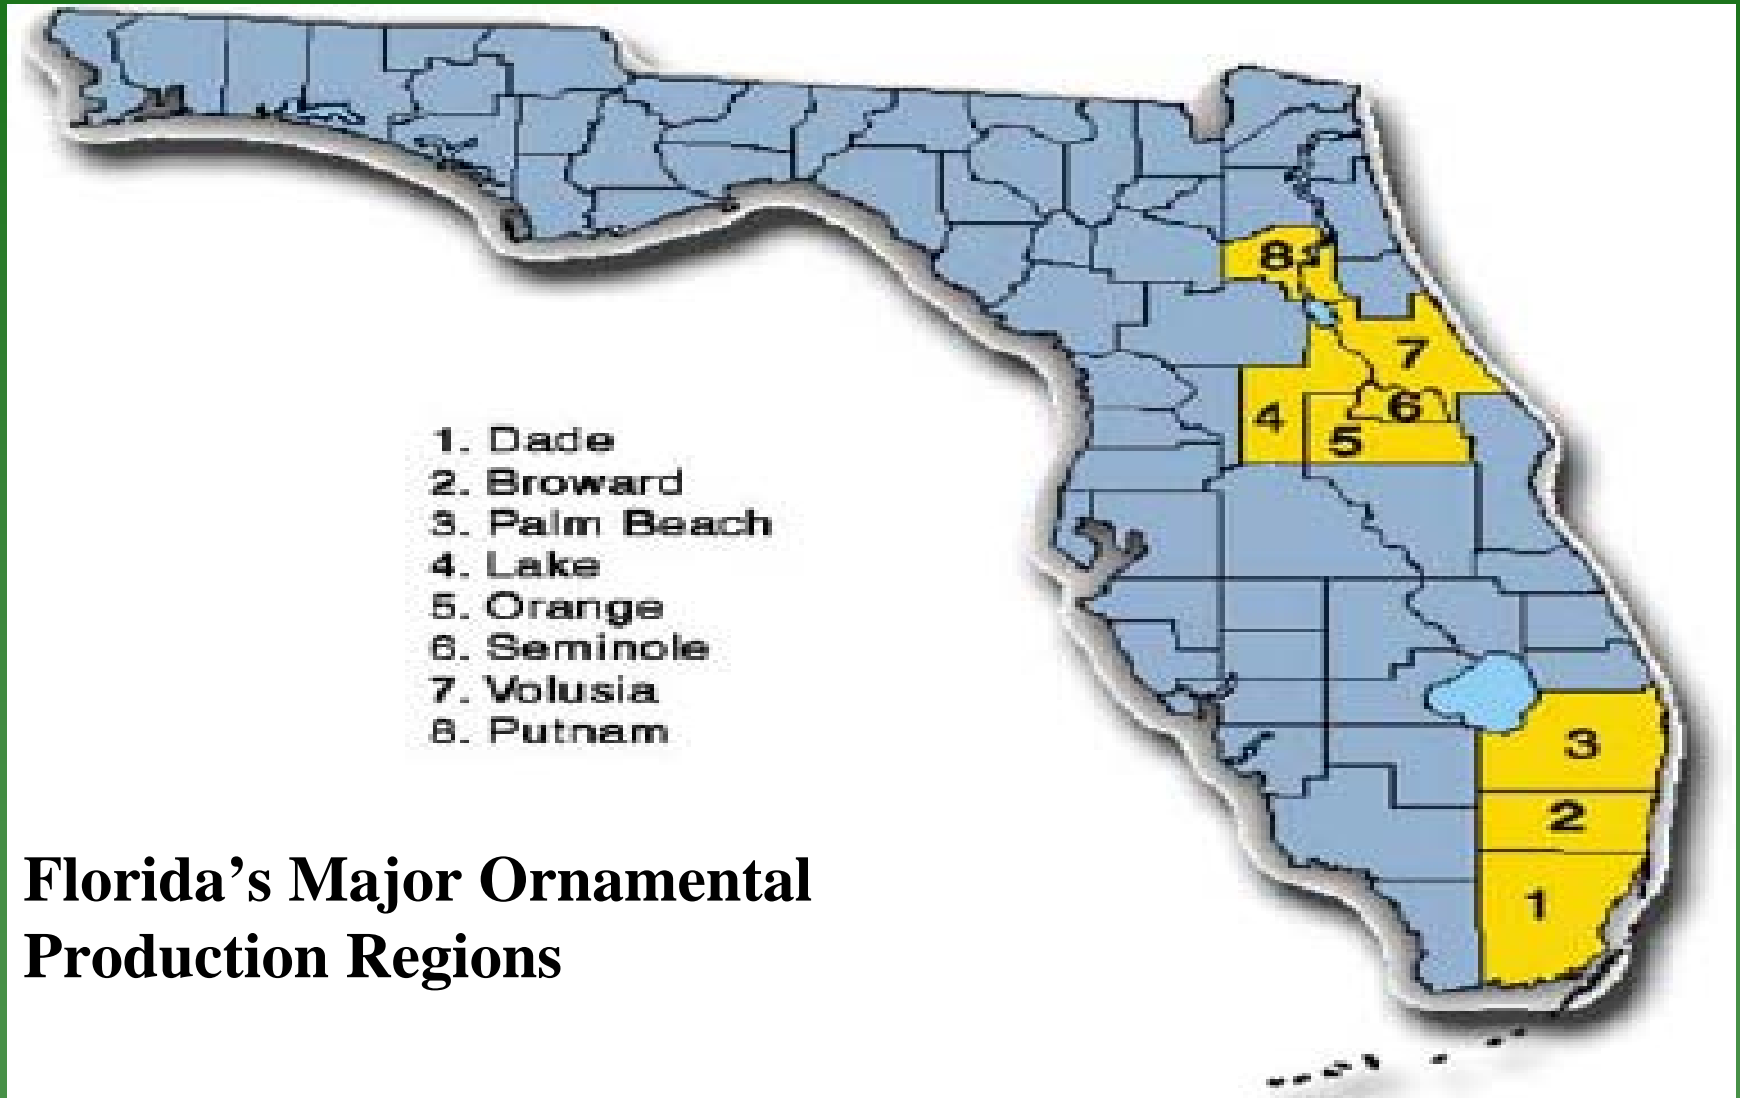 8
7
6
4
5
1. Dade
2. Broward
3. Palm Beach
4. Lake
5. Orange
6. Seminole
7. Volusia
8. Putnam
3
2
1
Florida’s Major Ornamental
Production Regions